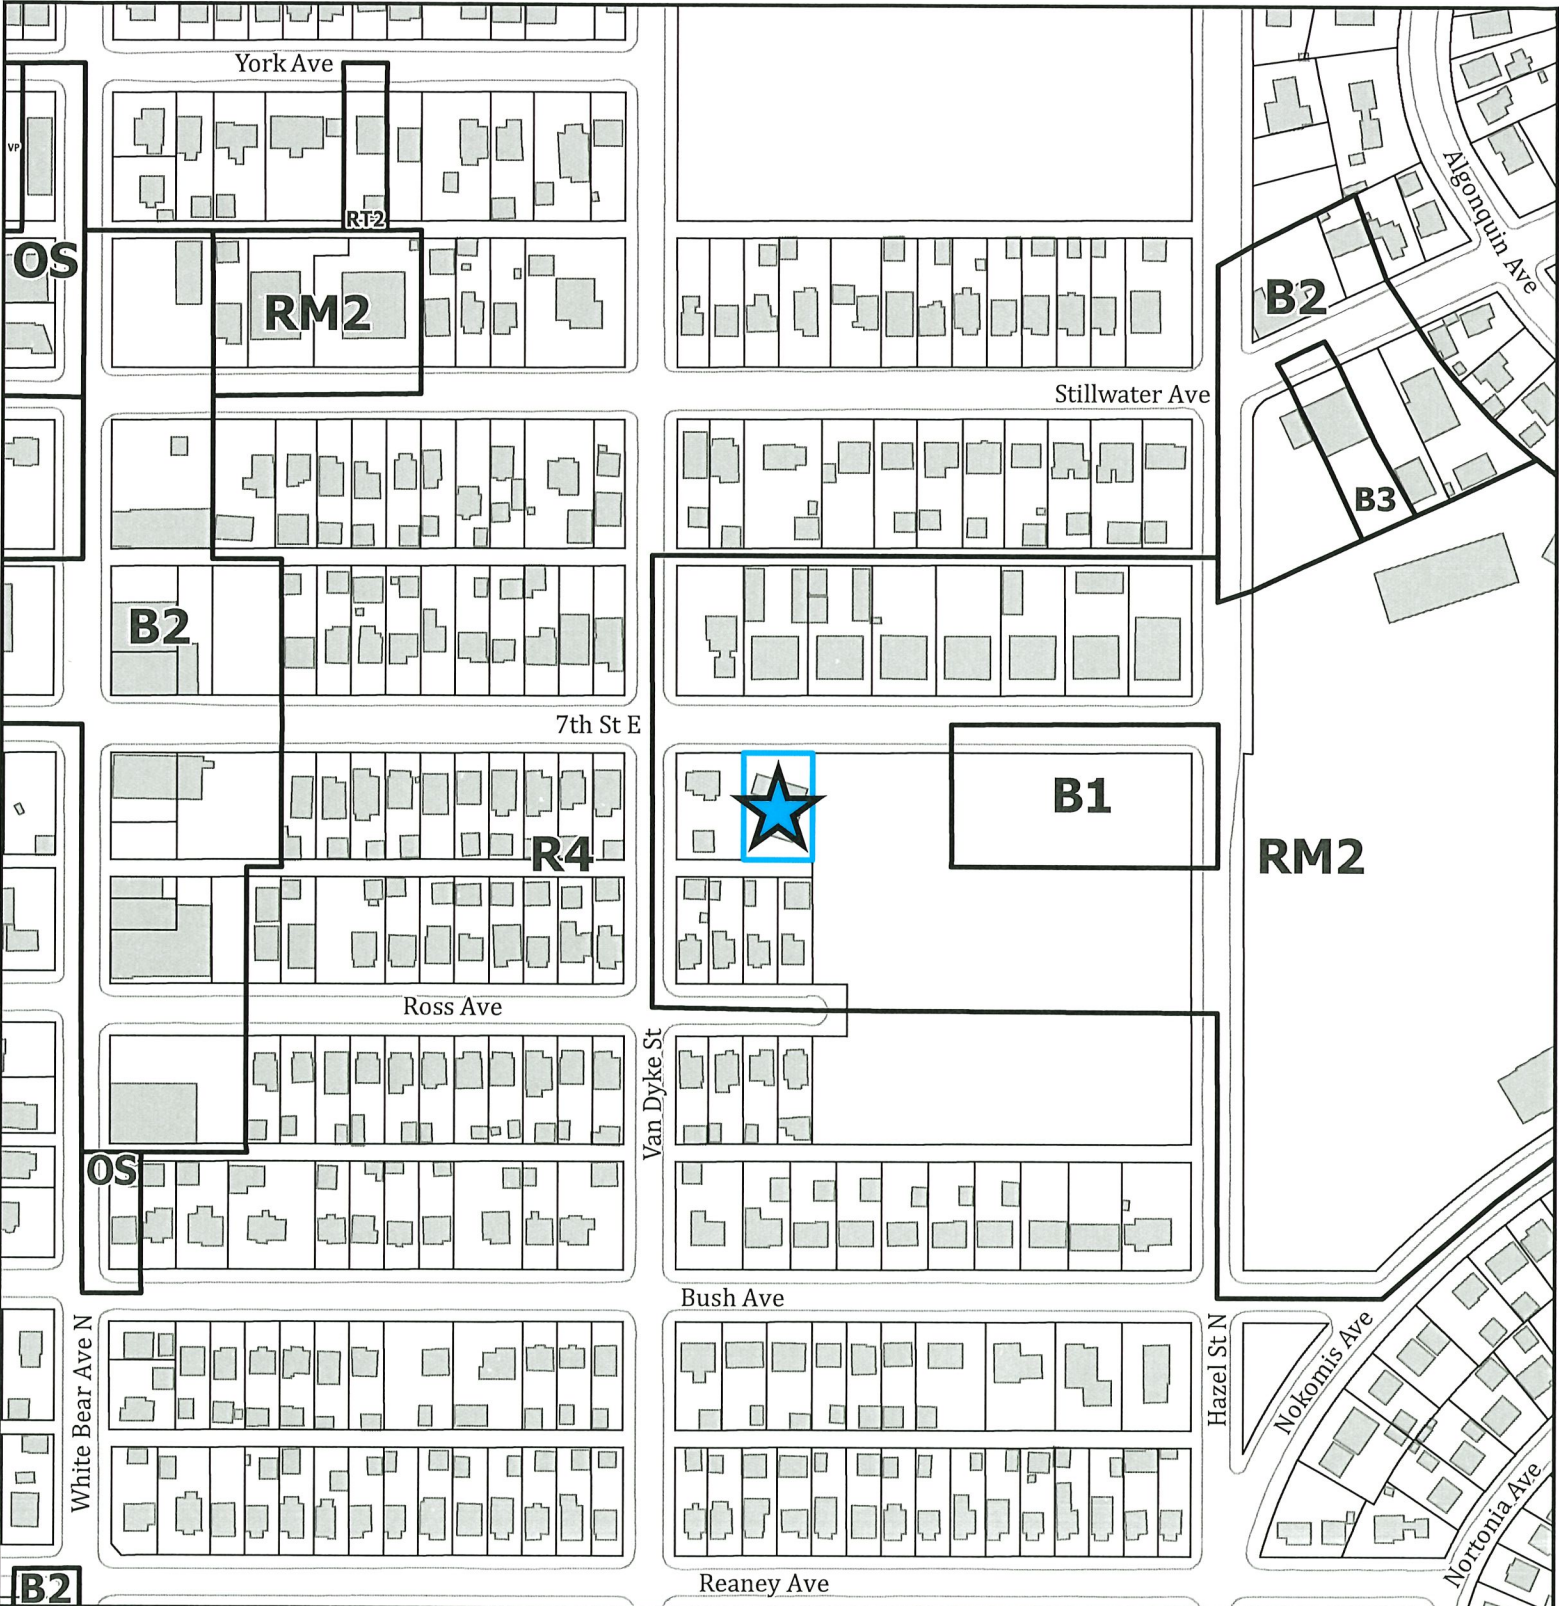 York Ave
VP
RT2
OS
RM2
B2
Algonquin Ave
Stillwater Ave
B3
B2
7th St E
B1
R4
RM2
Ross Ave
Van Dyke St
OS
Bush Ave
White Bear Ave N
Hazel St N
Nokomis Ave
Nortonia Ave
B2
Reaney Ave